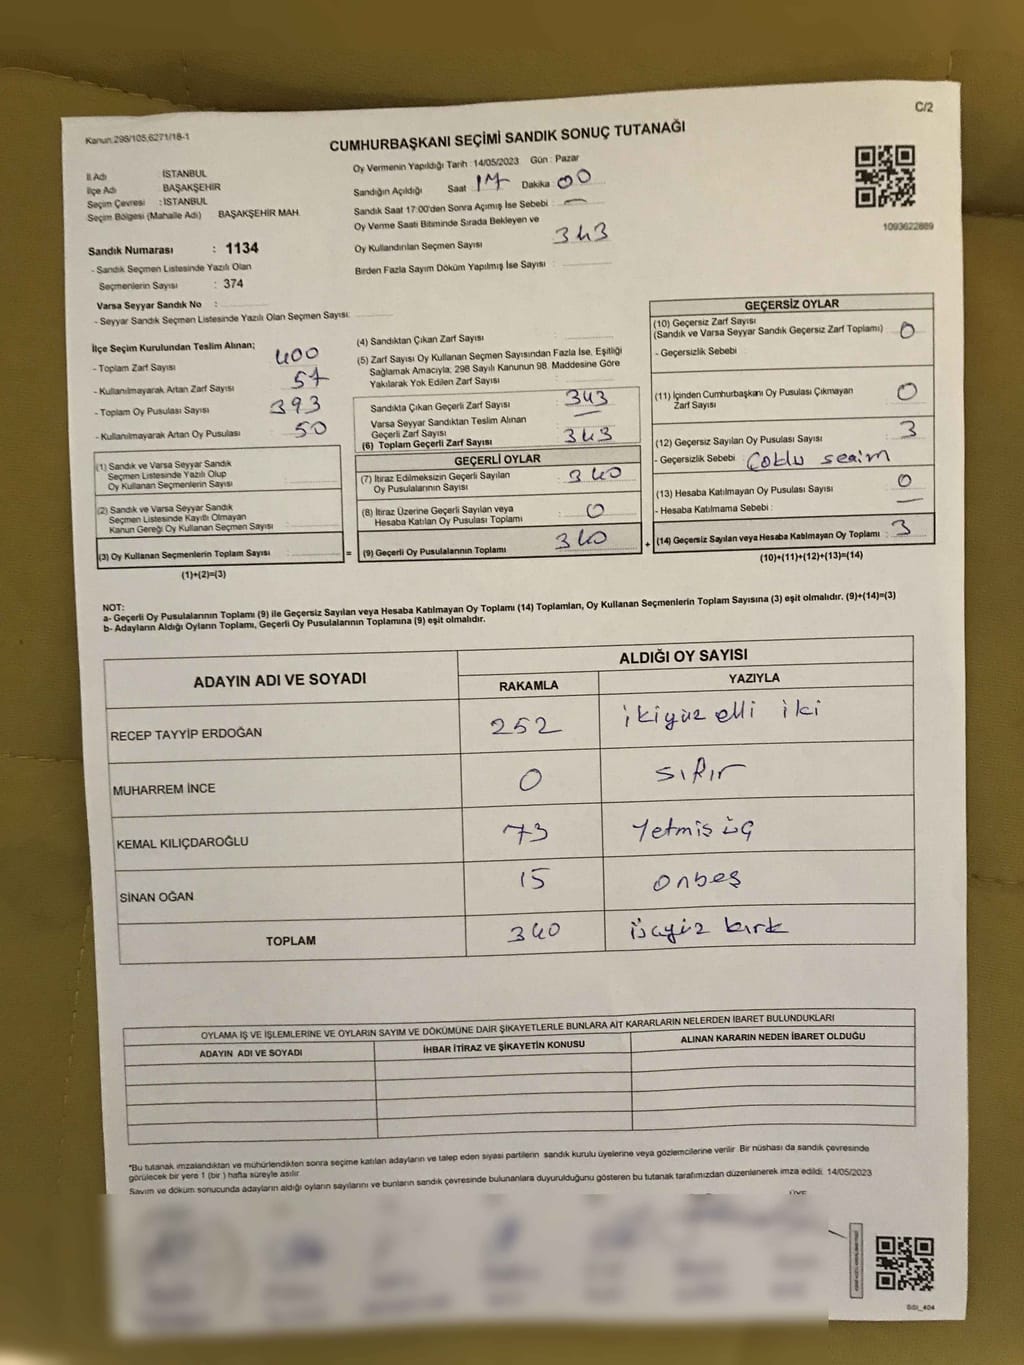 C/2
Kanun:298/105,6271/18-1
CUMHURBAŞKANI SEÇİMİ SANDIK SONUÇ TUTANAĞI
İl Adı : İSTANBUL
İlçe Adı : BAŞAKŞEHİR
Seçim Çevresi : İSTANBUL
Seçim Bölgesi (Mahalle Adı) BAŞAKŞEHİR MAH.
Sandık Numarası : 1134
- Sandık Seçmen Listesinde Yazılı Olan
Seçmenlerin Sayısı : 374
Varsa Seyyar Sandık No :
- Seyyar Sandık Seçmen Listesinde Yazılı Olan Seçmen Sayısı:
Oy Vermenin Yapıldığı Tarih : 14/05/2023 Gün : Pazar
Sandığın Açıldığı Saat 17 Dakika 00
Sandık Saat 17:00'den Sonra Açımış İse Sebebi : —
Oy Verme Saati Bitiminde Sırada Bekleyen ve
Oy Kullandırılan Seçmen Sayısı 343
Birden Fazla Sayım Döküm Yapılmış İse Sayısı :
1093622889
İlçe Seçim Kurulundan Teslim Alınan;
- Toplam Zarf Sayısı 400
- Kullanılmayarak Artan Zarf Sayısı 57
- Toplam Oy Pusulası Sayısı 393
- Kullanılmayarak Artan Oy Pusulası 50
(1) Sandık ve Varsa Seyyar Sandık
Seçmen Listesinde Yazılı Olup
Oy Kullanan Seçmenlerin Sayısı
(2) Sandık ve Varsa Seyyar Sandık
Seçmen Listesinde Kayıtlı Olmayan
Kanun Gereği Oy Kullanan Seçmen Sayısı
(3) Oy Kullanan Seçmenlerin Toplam Sayısı =
(1)+(2)=(3)
(4) Sandıktan Çıkan Zarf Sayısı
(5) Zarf Sayısı Oy Kullanan Seçmen Sayısından Fazla İse, Eşitliği
Sağlamak Amacıyla; 298 Sayılı Kanunun 98. Maddesine Göre
Yakılarak Yok Edilen Zarf Sayısı
Sandıkta Çıkan Geçerli Zarf Sayısı 343
Varsa Seyyar Sandıktan Teslim Alınan
Geçerli Zarf Sayısı —
(6) Toplam Geçerli Zarf Sayısı 343
GEÇERLİ OYLAR
(7) İtiraz Edilmeksizin Geçerli Sayılan
Oy Pusulalarının Sayısı 340
(8) İtiraz Üzerine Geçerli Sayılan veya
Hesaba Katılan Oy Pusulası Toplamı 0
(9) Geçerli Oy Pusulalarının Toplamı 340 +
GEÇERSİZ OYLAR
(10) Geçersiz Zarf Sayısı
(Sandık ve Varsa Seyyar Sandık Geçersiz Zarf Toplamı) 0
- Geçersizlik Sebebi
(11) İçinden Cumhurbaşkanı Oy Pusulası Çıkmayan
Zarf Sayısı 0
(12) Geçersiz Sayılan Oy Pusulası Sayısı 3
- Geçersizlik Sebebi Çoklu seçim
(13) Hesaba Katılmayan Oy Pusulası Sayısı 0
- Hesaba Katılmama Sebebi : —
(14) Geçersiz Sayılan veya Hesaba Katılmayan Oy Toplamı 3
(10)+(11)+(12)+(13)=(14)
NOT:
a- Geçerli Oy Pusulalarının Toplamı (9) ile Geçersiz Sayılan veya Hesaba Katılmayan Oy Toplamı (14) Toplamları, Oy Kullanan Seçmenlerin Toplam Sayısına (3) eşit olmalıdır. (9)+(14)=(3)
b- Adayların Aldığı Oyların Toplamı, Geçerli Oy Pusulalarının Toplamına (9) eşit olmalıdır.
ADAYIN ADI VE SOYADI ALDIĞI OY SAYISI
RAKAMLA YAZIYLA
RECEP TAYYİP ERDOĞAN 252 ikiyüz elli iki
MUHARREM İNCE 0 sıfır
KEMAL KILIÇDAROĞLU 73 Yetmiş üç
SİNAN OĞAN 15 onbeş
TOPLAM 340 üçyüz kırk
OYLAMA İŞ VE İŞLEMLERİNE VE OYLARIN SAYIM VE DÖKÜMÜNE DAİR ŞİKAYETLERLE BUNLARA AİT KARARLARIN NELERDEN İBARET BULUNDUKLARI
ADAYIN ADI VE SOYADI İHBAR İTİRAZ VE ŞİKAYETİN KONUSU ALINAN KARARIN NEDEN İBARET OLDUĞU
*Bu tutanak imzalandıktan ve mühürlendikten sonra seçime katılan adayların ve talep eden siyasi partilerin sandık kurulu üyelerine veya gözlemcilerine verilir. Bir nüshası da sandık çevresinde
görülecek bir yere 1 (bir ) hafta süreyle asılır.
Sayım ve döküm sonucunda adayların aldığı oyların sayılarını ve bunların sandık çevresinde bulunanlara duyurulduğunu gösteren bu tutanak tarafımızdan düzenlenerek imza edildi. 14/05/2023
ÜYE
SSI_404